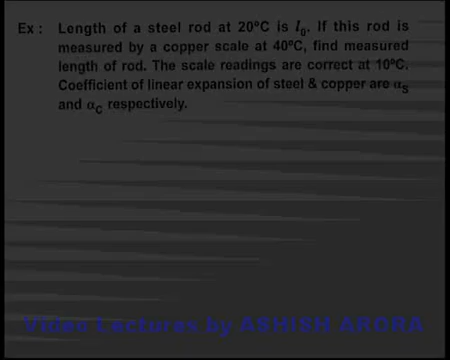 Ex : Length of a steel rod at 20ºC is l₀. If this rod is
measured by a copper scale at 40ºC, find measured
length of rod. The scale readings are correct at 10ºC.
Coefficient of linear expansion of steel & copper are αS
and αC respectively.
Video Lectures by ASHISH ARORA